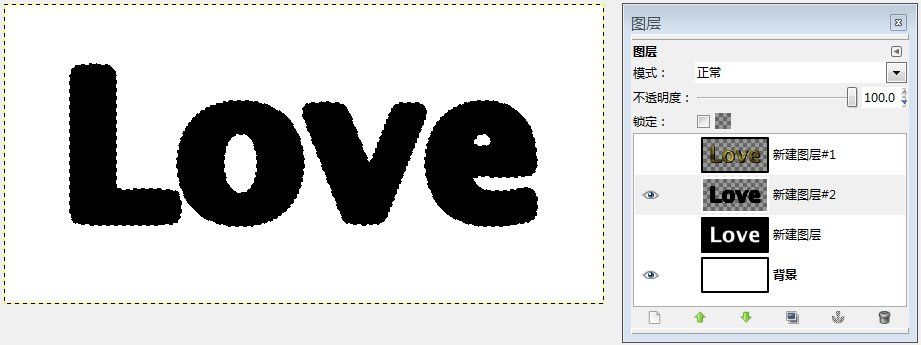 Love
图层
图层
模式：
正常
不透明度：
100.0
锁定：
Love
新建图层#1
Love
新建图层#2
Love
新建图层
背景